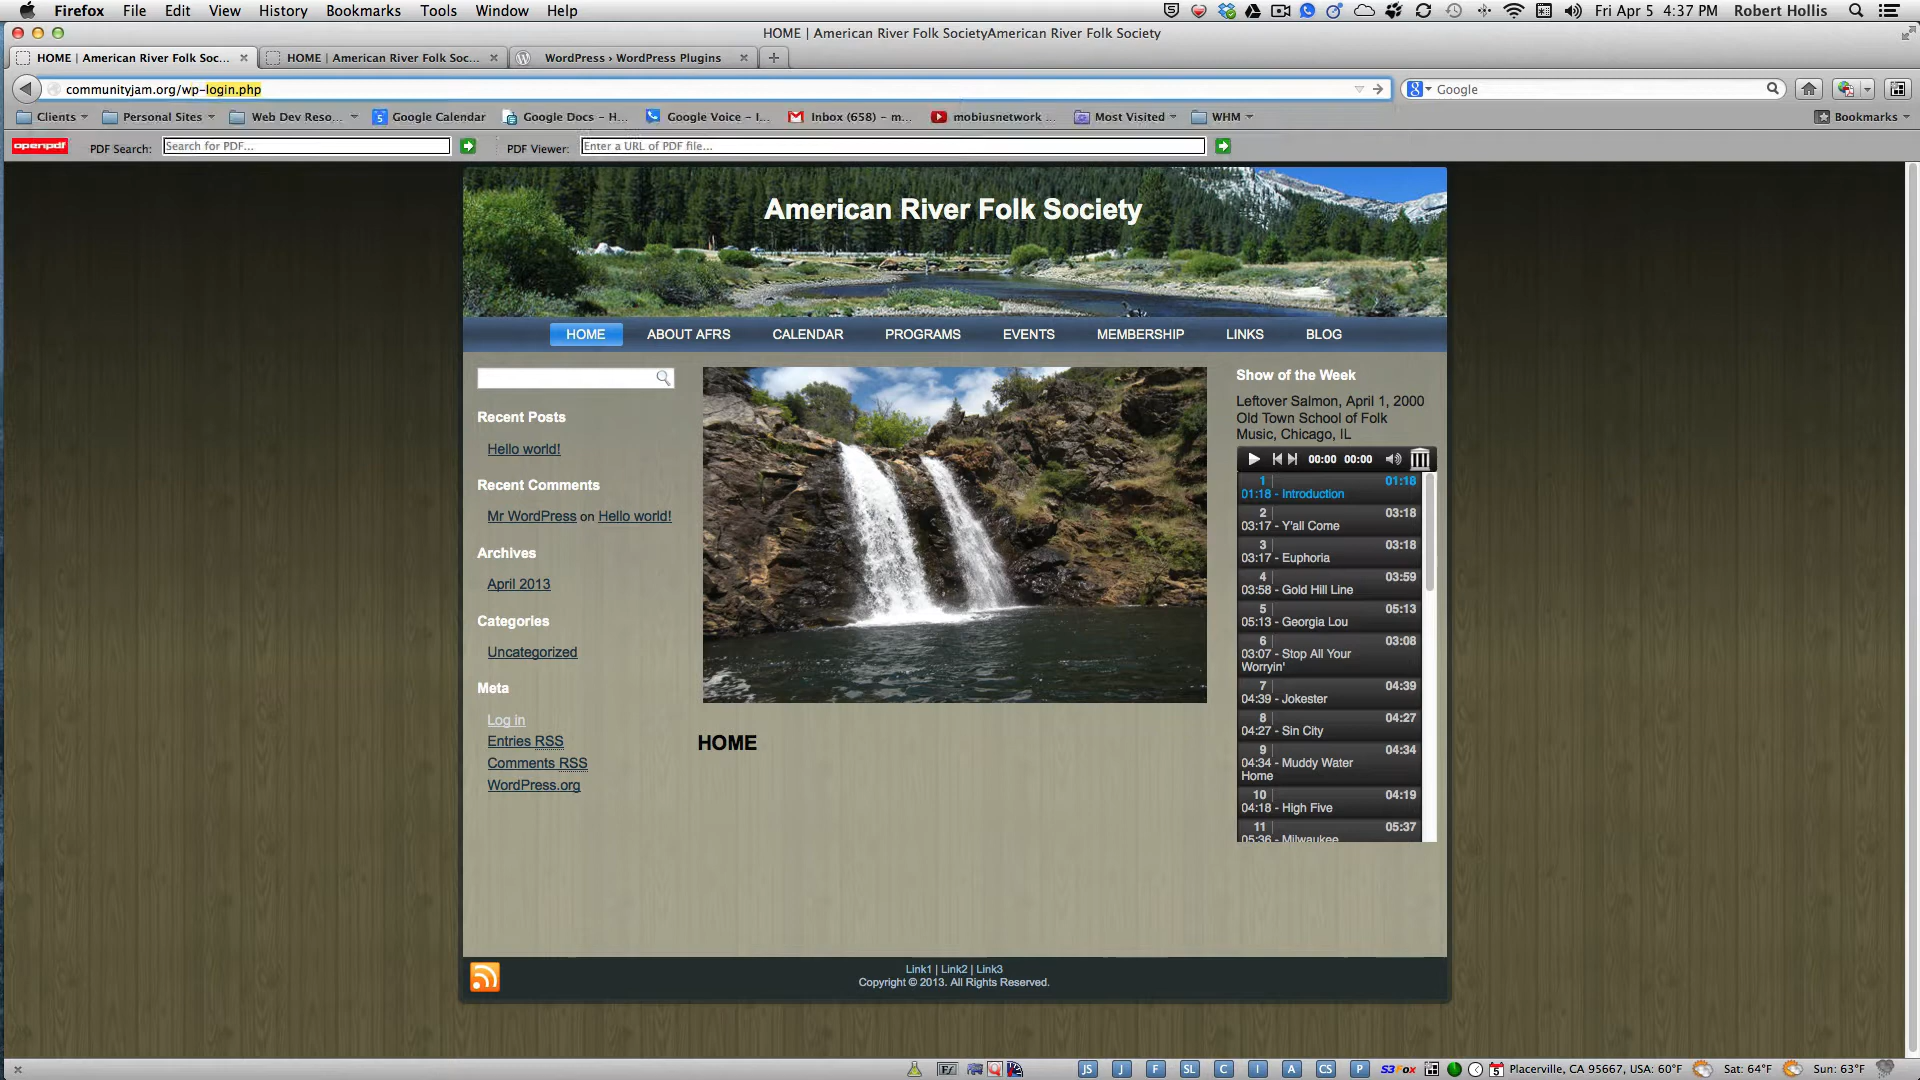 Firefox File Edit View History Bookmarks Tools Window Help Fri Apr 5 4:37 PM Robert Hollis
HOME | American River Folk SocietyAmerican River Folk Society
HOME | American River Folk Soc... HOME | American River Folk Soc... WordPress › WordPress Plugins
communityjam.org/wp-login.php Google
Clients Personal Sites Web Dev Reso... Google Calendar Google Docs - H... Google Voice - I... Inbox (658) - m... mobiusnetwork ... Most Visited WHM Bookmarks
openpdf PDF Search: Search for PDF... PDF Viewer: Enter a URL of PDF file...
American River Folk Society
HOME ABOUT AFRS CALENDAR PROGRAMS EVENTS MEMBERSHIP LINKS BLOG
Recent Posts
Hello world!
Recent Comments
Mr WordPress on Hello world!
Archives
April 2013
Categories
Uncategorized
Meta
Log in
Entries RSS
Comments RSS
WordPress.org
HOME
Show of the Week
Leftover Salmon, April 1, 2000
Old Town School of Folk
Music, Chicago, IL
00:00 00:00
1 01:18
01:18 - Introduction
2 03:18
03:17 - Y'all Come
3 03:18
03:17 - Euphoria
4 03:59
03:58 - Gold Hill Line
5 05:13
05:13 - Georgia Lou
6 03:08
03:07 - Stop All Your
Worryin'
7 04:39
04:39 - Jokester
8 04:27
04:27 - Sin City
9 04:34
04:34 - Muddy Water
Home
10 04:19
04:18 - High Five
11 05:37
05:36 - Milwaukee
Link1 | Link2 | Link3
Copyright © 2013. All Rights Reserved.
JS J F SL C I A CS P S3Fox 5 Placerville, CA 95667, USA: 60°F Sat: 64°F Sun: 63°F